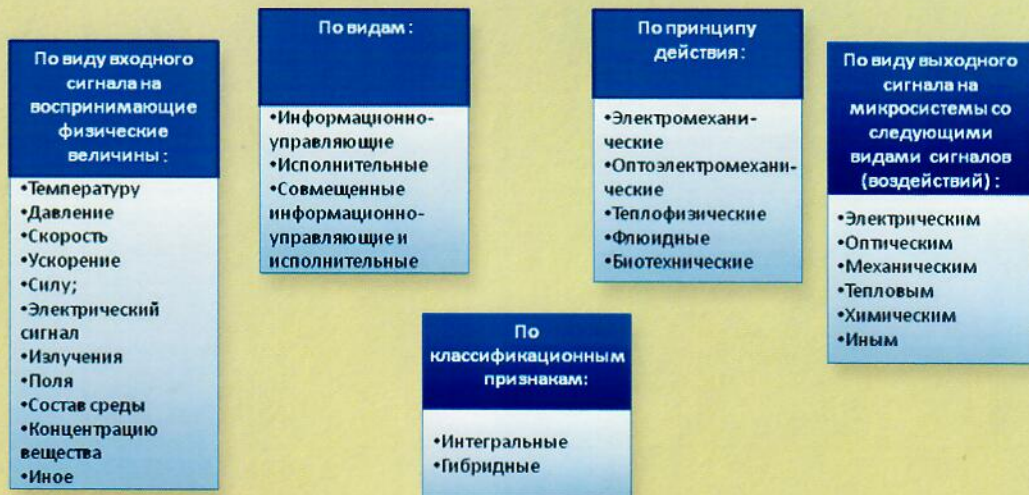 По виду входного
сигнала на
воспринимающие
физические
величины :
•Температуру
•Давление
•Скорость
•Ускорение
•Силу;
•Электрический
сигнал
•Излучения
•Поля
•Состав среды
•Концентрацию
вещества
•Иное
По видам :
•Информационно-
управляющие
•Исполнительные
•Совмещенные
информационно-
управляющие и
исполнительные
По
классификационным
признакам:
•Интегральные
•Гибридные
По принципу
действия:
•Электромехани-
ческие
•Оптоэлектромехани-
ческие
•Теплофизические
•Флюидные
•Биотехнические
По виду выходного
сигнала на
микросистемы со
следующими
видами сигналов
(воздействий) :
•Электрическим
•Оптическим
•Механическим
•Тепловым
•Химическим
•Иным